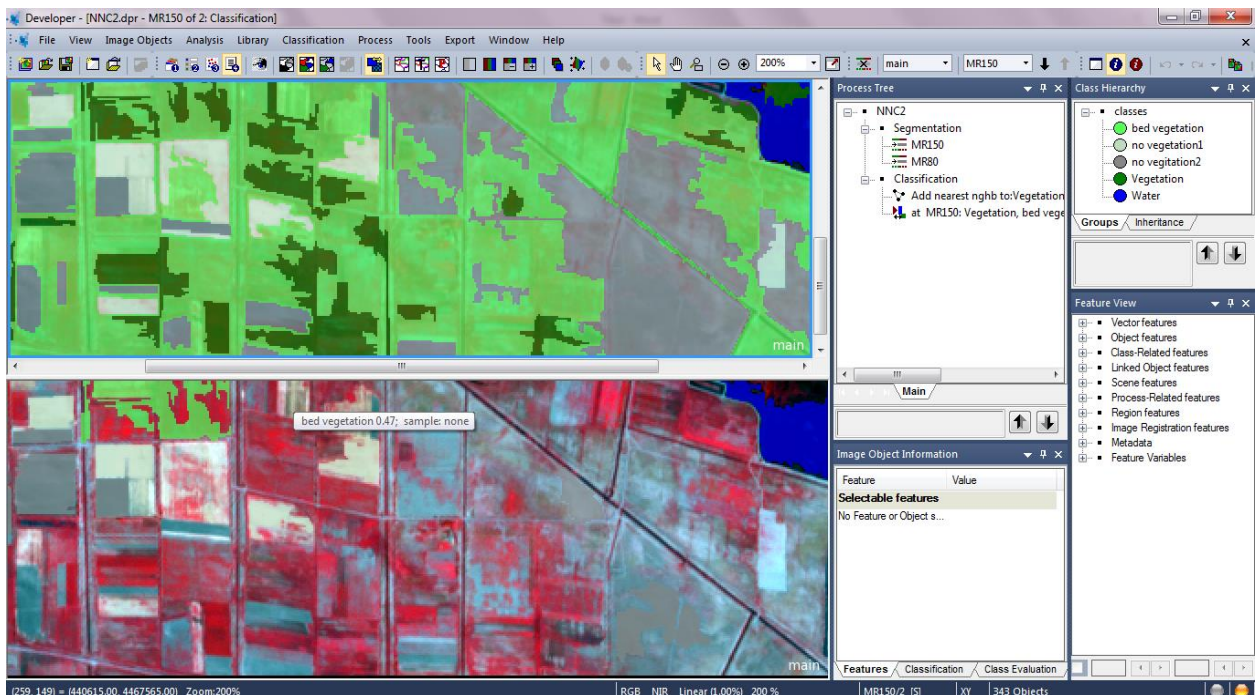 Developer - [NNC2.dpr - MR150 of 2: Classification]
File View Image Objects Analysis Library Classification Process Tools Export Window Help
200% main MR150
main
bed vegetation 0.47; sample: none
main
Process Tree
NNC2
Segmentation
MR150
MR80
Classification
Add nearest nghb to:Vegetation
at MR150: Vegetation, bed vege
Main
Image Object Information
Feature Value
Selectable features
No Feature or Object s...
Features Classification Class Evaluation
Class Hierarchy
classes
bed vegetation
no vegetation1
no vegitation2
Vegetation
Water
Groups Inheritance
Feature View
Vector features
Object features
Class-Related features
Linked Object features
Scene features
Process-Related features
Region features
Image Registration features
Metadata
Feature Variables
(259, 149) = (440615.00, 4467565.00) Zoom:200% RGB NIR Linear (1.00%) 200 % MR150/2 [S] XY 343 Objects